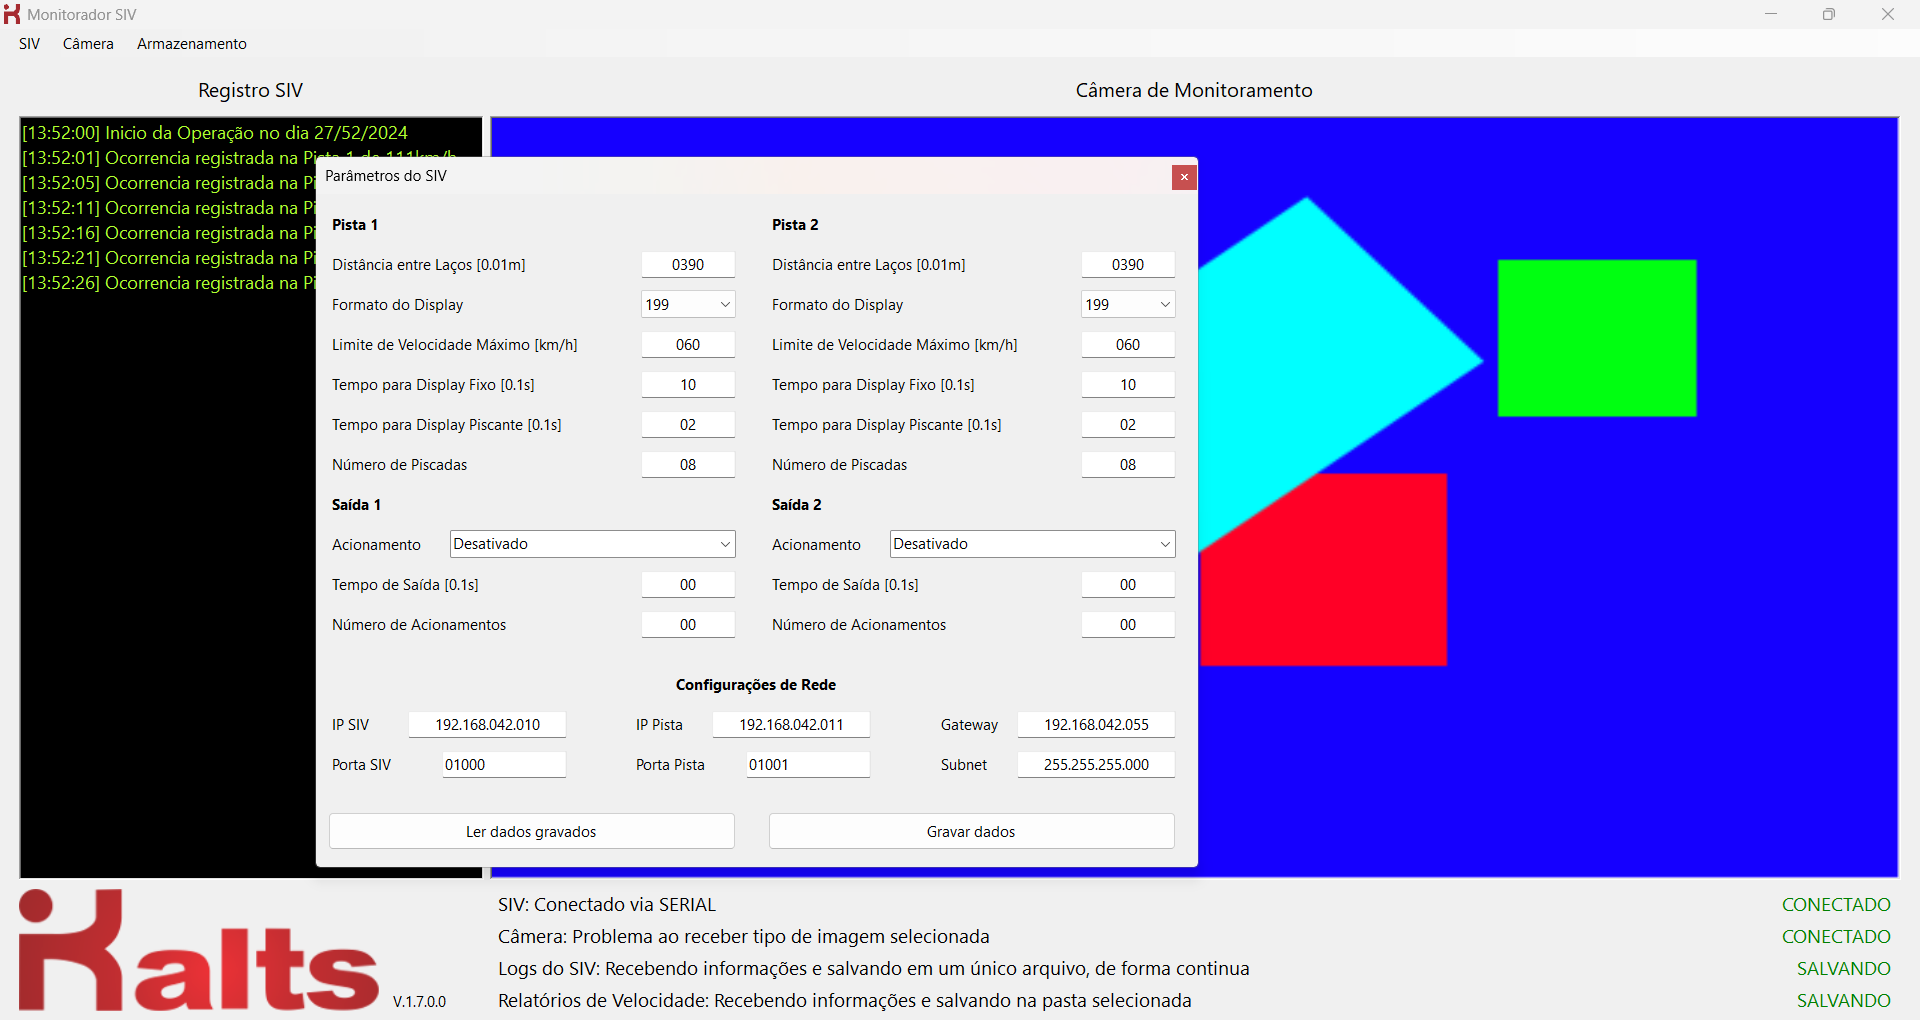 Monitorador SIV
SIV Câmera Armazenamento
Registro SIV
Câmera de Monitoramento
[13:52:00] Inicio da Operação no dia 27/52/2024
[13:52:01] Ocorrencia registrada na Pista 1 de 111km/h
[13:52:05] Ocorrencia registrada na Pi
[13:52:11] Ocorrencia registrada na Pi
[13:52:16] Ocorrencia registrada na Pi
[13:52:21] Ocorrencia registrada na Pi
[13:52:26] Ocorrencia registrada na Pi
Parâmetros do SIV
Pista 1 Pista 2
Distância entre Laços [0.01m] 0390 Distância entre Laços [0.01m] 0390
Formato do Display 199 Formato do Display 199
Limite de Velocidade Máximo [km/h] 060 Limite de Velocidade Máximo [km/h] 060
Tempo para Display Fixo [0.1s] 10 Tempo para Display Fixo [0.1s] 10
Tempo para Display Piscante [0.1s] 02 Tempo para Display Piscante [0.1s] 02
Número de Piscadas 08 Número de Piscadas 08
Saída 1 Saída 2
Acionamento Desativado Acionamento Desativado
Tempo de Saída [0.1s] 00 Tempo de Saída [0.1s] 00
Número de Acionamentos 00 Número de Acionamentos 00
Configurações de Rede
IP SIV 192.168.042.010 IP Pista 192.168.042.011 Gateway 192.168.042.055
Porta SIV 01000 Porta Pista 01001 Subnet 255.255.255.000
Ler dados gravados Gravar dados
kalts
V.1.7.0.0
SIV: Conectado via SERIAL CONECTADO
Câmera: Problema ao receber tipo de imagem selecionada CONECTADO
Logs do SIV: Recebendo informações e salvando em um único arquivo, de forma continua SALVANDO
Relatórios de Velocidade: Recebendo informações e salvando na pasta selecionada SALVANDO